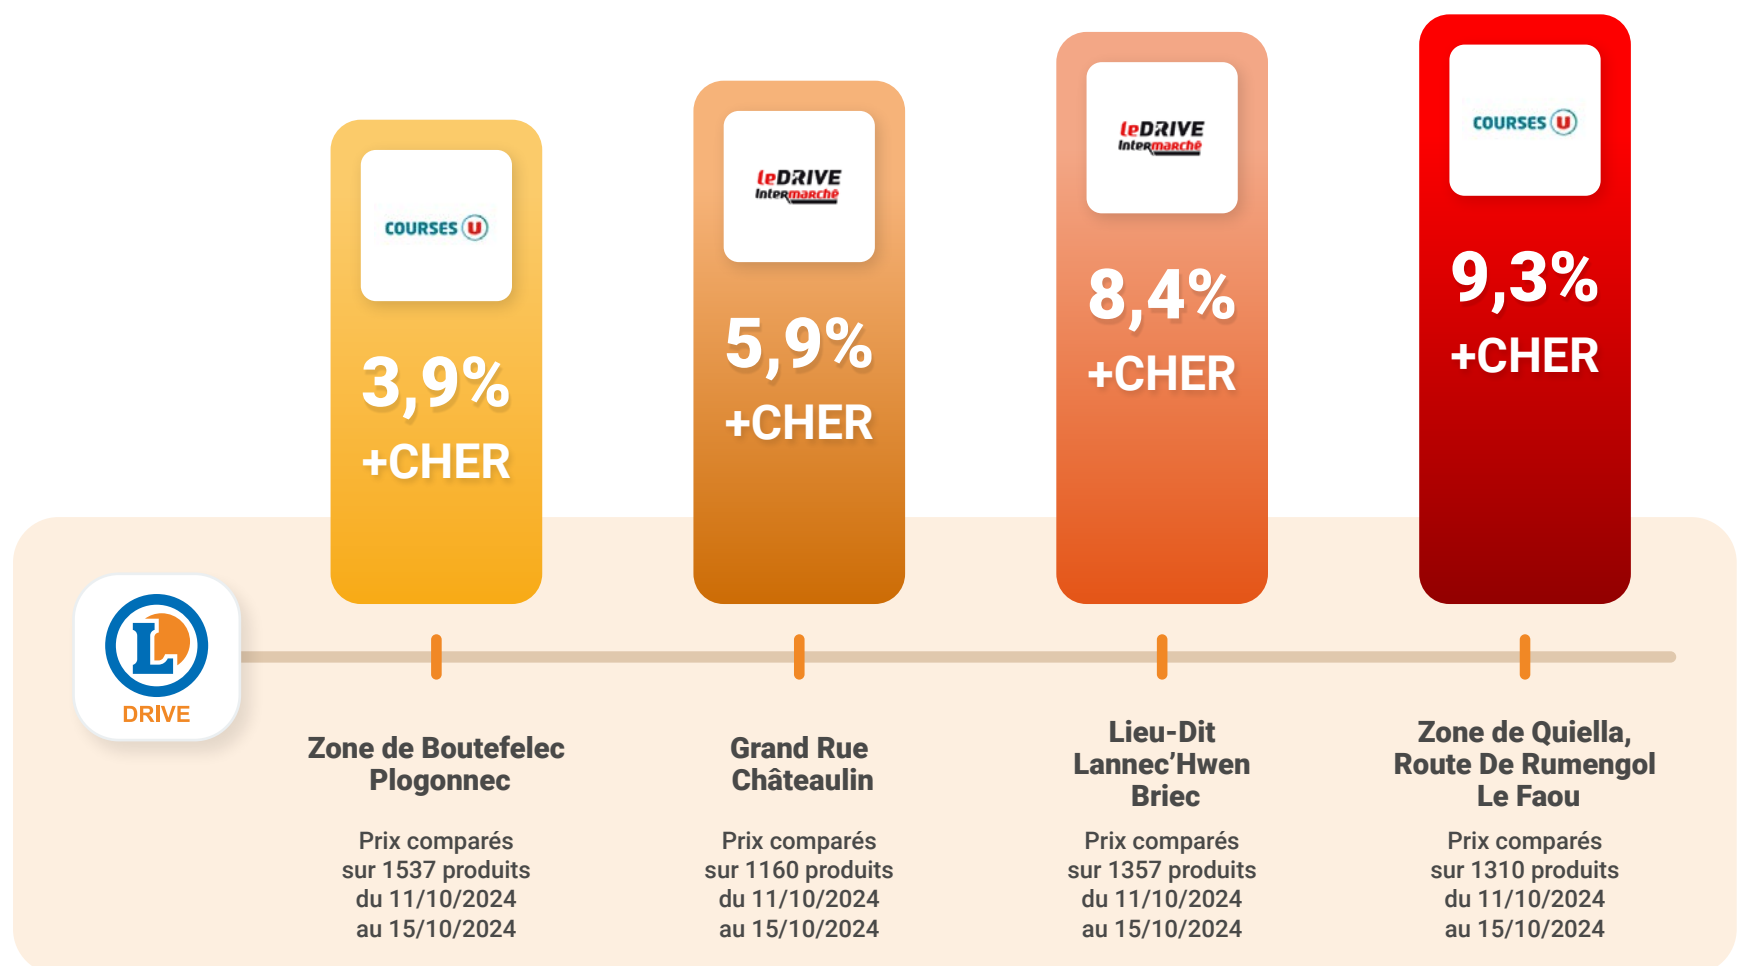 COURSES U
3,9%
+CHER
leDRIVE
Intermarché
5,9%
+CHER
leDRIVE
Intermarché
8,4%
+CHER
COURSES U
9,3%
+CHER
L
DRIVE
Zone de Boutefelec
Plogonnec
Prix comparés
sur 1537 produits
du 11/10/2024
au 15/10/2024
Grand Rue
Châteaulin
Prix comparés
sur 1160 produits
du 11/10/2024
au 15/10/2024
Lieu-Dit
Lannec’Hwen
Briec
Prix comparés
sur 1357 produits
du 11/10/2024
au 15/10/2024
Zone de Quiella,
Route De Rumengol
Le Faou
Prix comparés
sur 1310 produits
du 11/10/2024
au 15/10/2024